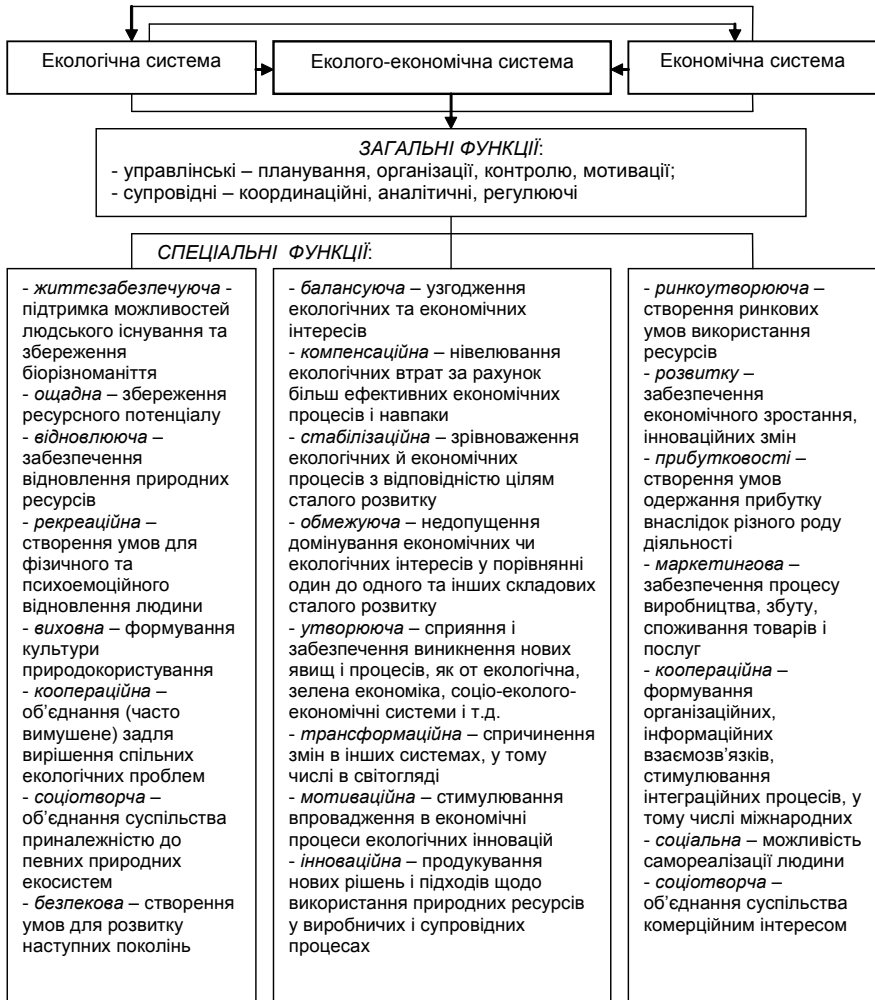 Екологічна система
Еколого-економічна система
Економічна система
ЗАГАЛЬНІ ФУНКЦІЇ:
- управлінські – планування, організації, контролю, мотивації;
- супровідні – координаційні, аналітичні, регулюючі
СПЕЦІАЛЬНІ ФУНКЦІЇ:
- життєзабезпечуюча -
підтримка можливостей
людського існування та
збереження
біорізноманіття
- ощадна – збереження
ресурсного потенціалу
- відновлююча –
забезпечення
відновлення природних
ресурсів
- рекреаційна –
створення умов для
фізичного та
психоемоційного
відновлення людини
- виховна – формування
культури
природокористування
- коопераційна –
об’єднання (часто
вимушене) задля
вирішення спільних
екологічних проблем
- соціотворча –
об’єднання суспільства
приналежністю до
певних природних
екосистем
- безпекова – створення
умов для розвитку
наступних поколінь
- балансуюча – узгодження
екологічних та економічних
інтересів
- компенсаційна – нівелювання
екологічних втрат за рахунок
більш ефективних економічних
процесів і навпаки
- стабілізаційна – зрівноваження
екологічних й економічних
процесів з відповідністю цілям
сталого розвитку
- обмежуюча – недопущення
домінування економічних чи
екологічних інтересів у порівнянні
один до одного та інших складових
сталого розвитку
- утворююча – сприяння і
забезпечення виникнення нових
явищ і процесів, як от екологічна,
зелена економіка, соціо-еколого-
економічні системи і т.д.
- трансформаційна – спричинення
змін в інших системах, у тому
числі в світогляді
- мотиваційна – стимулювання
впровадження в економічні
процеси екологічних інновацій
- інноваційна – продукування
нових рішень і підходів щодо
використання природних ресурсів
у виробничих і супровідних
процесах
- ринкоутворююча –
створення ринкових
умов використання
ресурсів
- розвитку –
забезпечення
економічного зростання,
інноваційних змін
- прибутковості –
створення умов
одержання прибутку
внаслідок різного роду
діяльності
- маркетингова –
забезпечення процесу
виробництва, збуту,
споживання товарів і
послуг
- коопераційна –
формування
організаційних,
інформаційних
взаємозв’язків,
стимулювання
інтеграційних процесів, у
тому числі міжнародних
- соціальна – можливість
самореалізації людини
- соціотворча –
об’єднання суспільства
комерційним інтересом